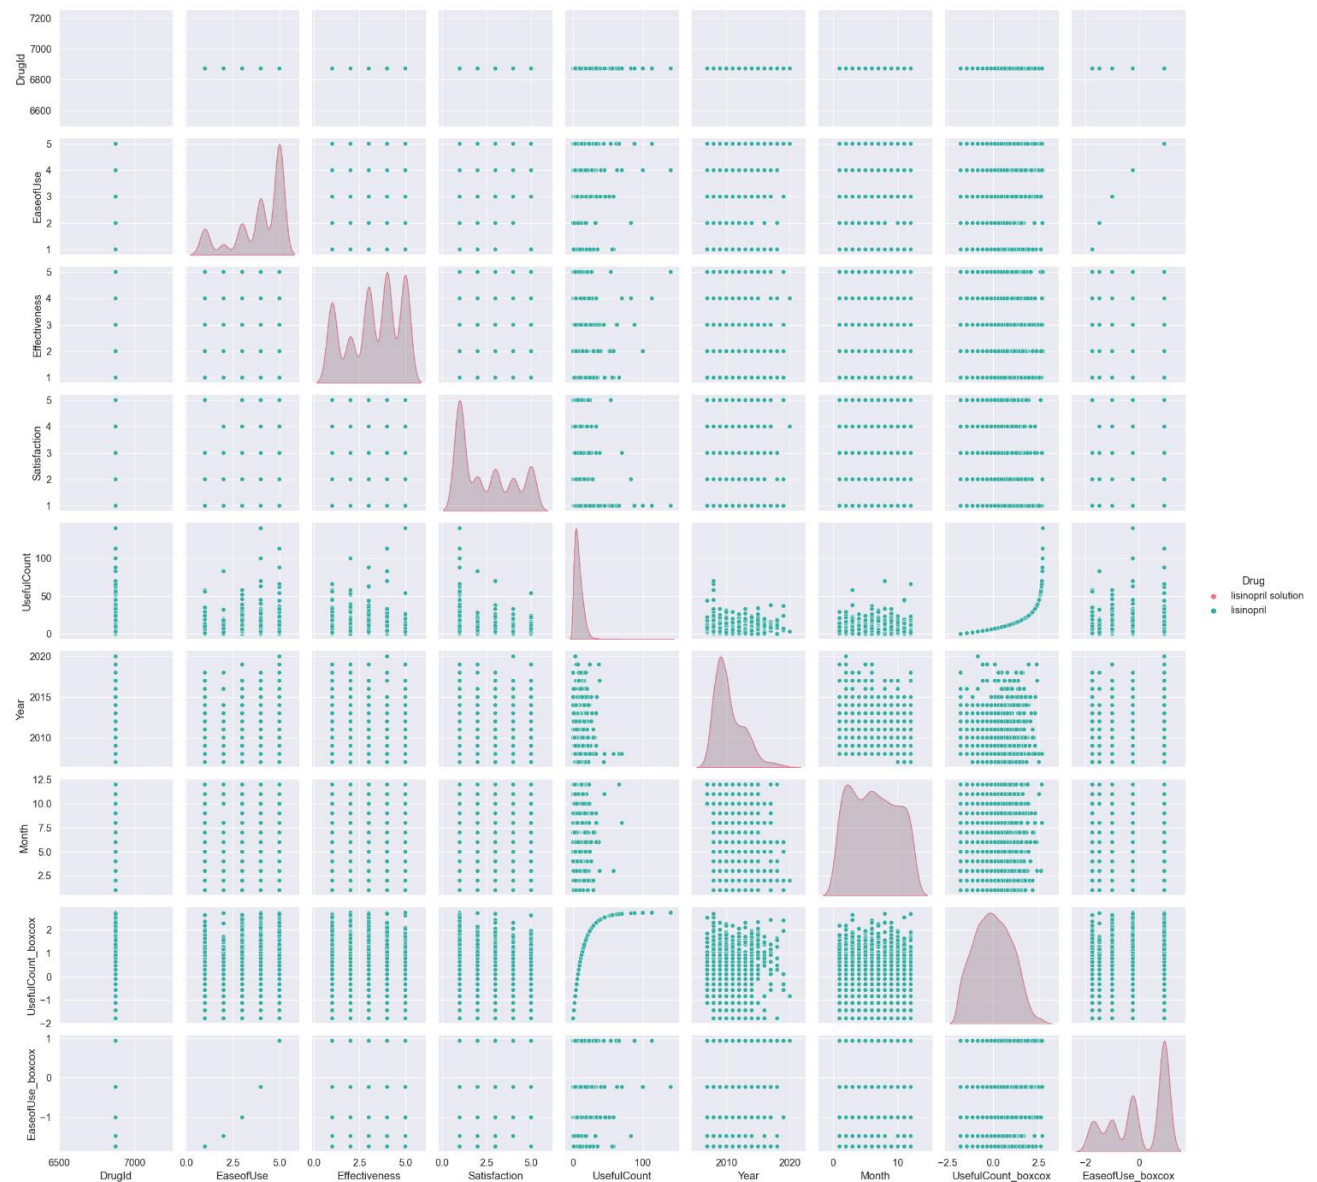 7200
7000
6800
6600
DrugId
5
4
3
2
1
EaseofUse
5
4
3
2
1
Effectiveness
5
4
3
2
1
Satisfaction
100
50
0
UsefulCount
2020
2015
2010
Year
12.5
10.0
7.5
5.0
2.5
Month
2
1
0
−1
−2
UsefulCount_boxcox
1
0
−1
EaseofUse_boxcox
6500 7000
DrugId
0.0 2.5 5.0
EaseofUse
0.0 2.5 5.0
Effectiveness
0.0 2.5 5.0
Satisfaction
0 100
UsefulCount
2010 2020
Year
0 10
Month
−2.5 0.0 2.5
UsefulCount_boxcox
−2 0
EaseofUse_boxcox
Drug
lisinopril solution
lisinopril